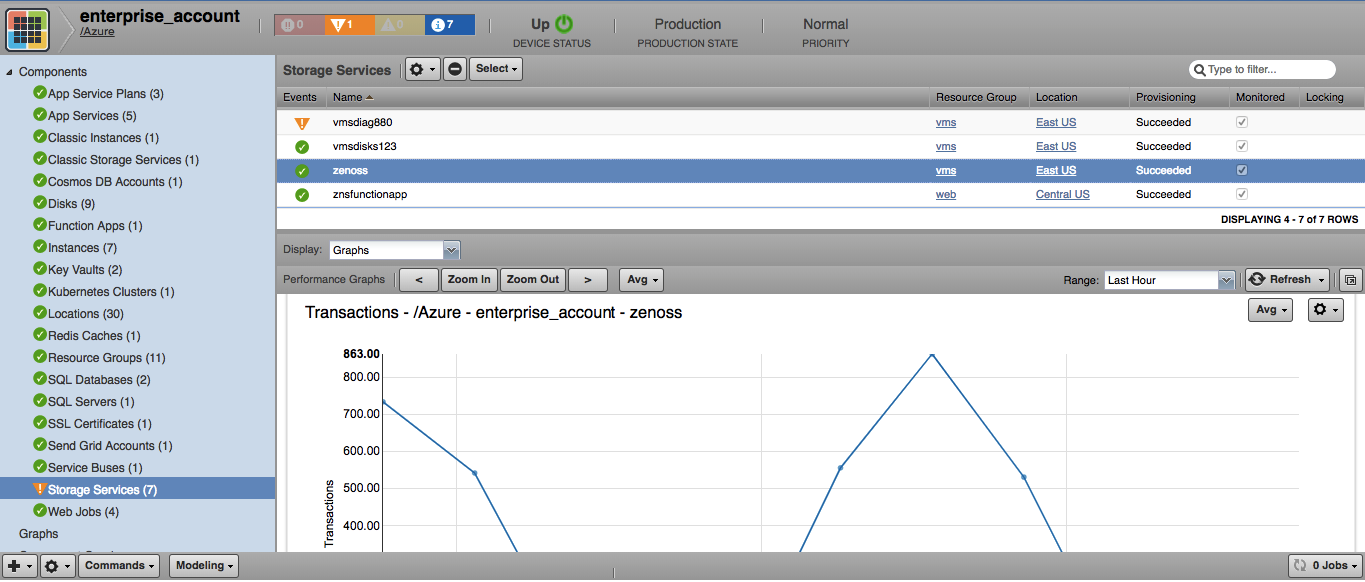 enterprise_account
/Azure
0 1 0 7
Up
DEVICE STATUS
Production
PRODUCTION STATE
Normal
PRIORITY
Components
App Service Plans (3)
App Services (5)
Classic Instances (1)
Classic Storage Services (1)
Cosmos DB Accounts (1)
Disks (9)
Function Apps (1)
Instances (7)
Key Vaults (2)
Kubernetes Clusters (1)
Locations (30)
Redis Caches (1)
Resource Groups (11)
SQL Databases (2)
SQL Servers (1)
SSL Certificates (1)
Send Grid Accounts (1)
Service Buses (1)
Storage Services (7)
Web Jobs (4)
Graphs
Storage Services Select Type to filter...
Events Name Resource Group Location Provisioning Monitored Locking
vmsdiag880 vms East US Succeeded
vmsdisks123 vms East US Succeeded
zenoss vms East US Succeeded
znsfunctionapp web Central US Succeeded
DISPLAYING 4 - 7 of 7 ROWS
Display: Graphs
Performance Graphs < Zoom In Zoom Out > Avg Range: Last Hour Refresh
Transactions - /Azure - enterprise_account - zenoss Avg
863.00
800.00
700.00
600.00
500.00
400.00
Transactions
Commands Modeling 0 Jobs